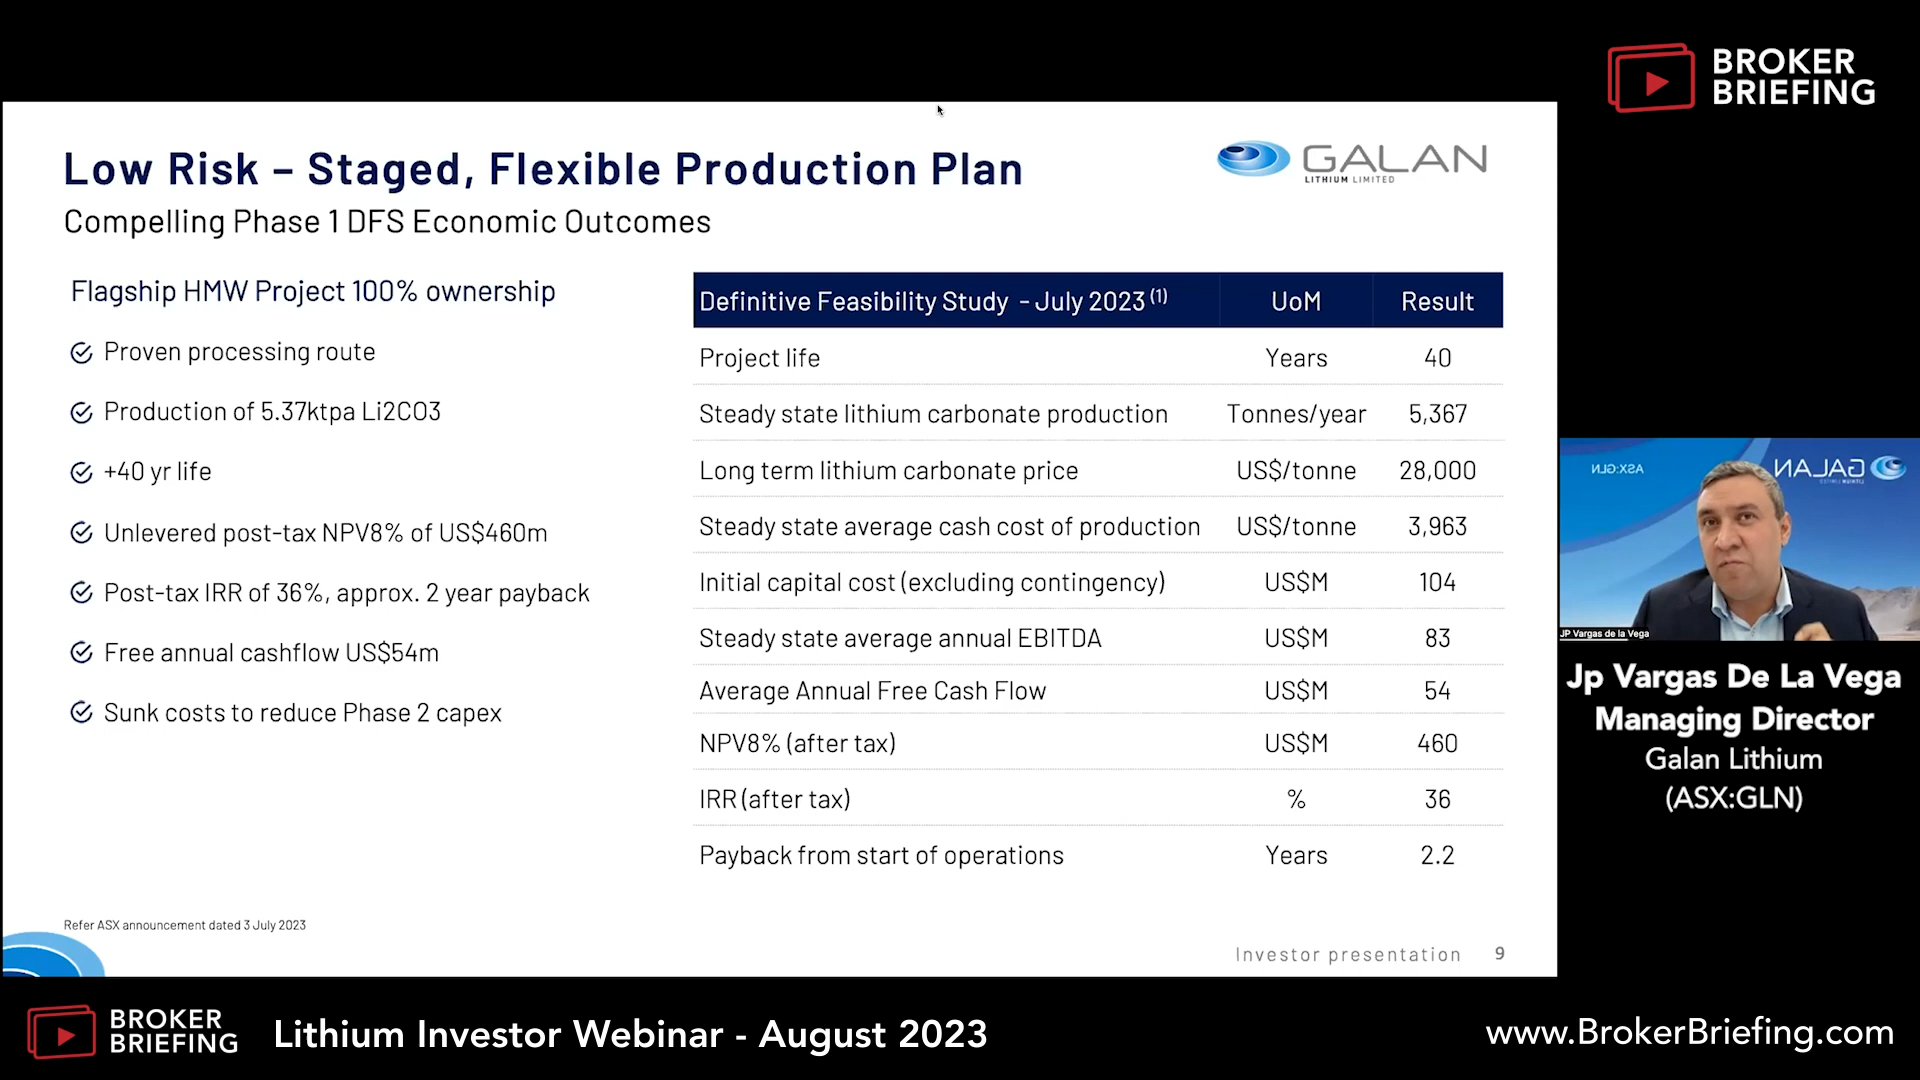 BROKER
BRIEFING
Low Risk – Staged, Flexible Production Plan
GALAN
LITHIUM LIMITED
Compelling Phase 1 DFS Economic Outcomes
Flagship HMW Project 100% ownership
Proven processing route
Production of 5.37ktpa Li2CO3
+40 yr life
Unlevered post-tax NPV8% of US$460m
Post-tax IRR of 36%, approx. 2 year payback
Free annual cashflow US$54m
Sunk costs to reduce Phase 2 capex
Definitive Feasibility Study - July 2023 (1) UoM Result
Project life Years 40
Steady state lithium carbonate production Tonnes/year 5,367
Long term lithium carbonate price US$/tonne 28,000
Steady state average cash cost of production US$/tonne 3,963
Initial capital cost (excluding contingency) US$M 104
Steady state average annual EBITDA US$M 83
Average Annual Free Cash Flow US$M 54
NPV8% (after tax) US$M 460
IRR (after tax) % 36
Payback from start of operations Years 2.2
Refer ASX announcement dated 3 July 2023
Investor presentation 9
ASX:GLN
GALAN
LITHIUM LIMITED
JP Vargas de la Vega
Jp Vargas De La Vega
Managing Director
Galan Lithium
(ASX:GLN)
BROKER
BRIEFING
Lithium Investor Webinar - August 2023
www.BrokerBriefing.com